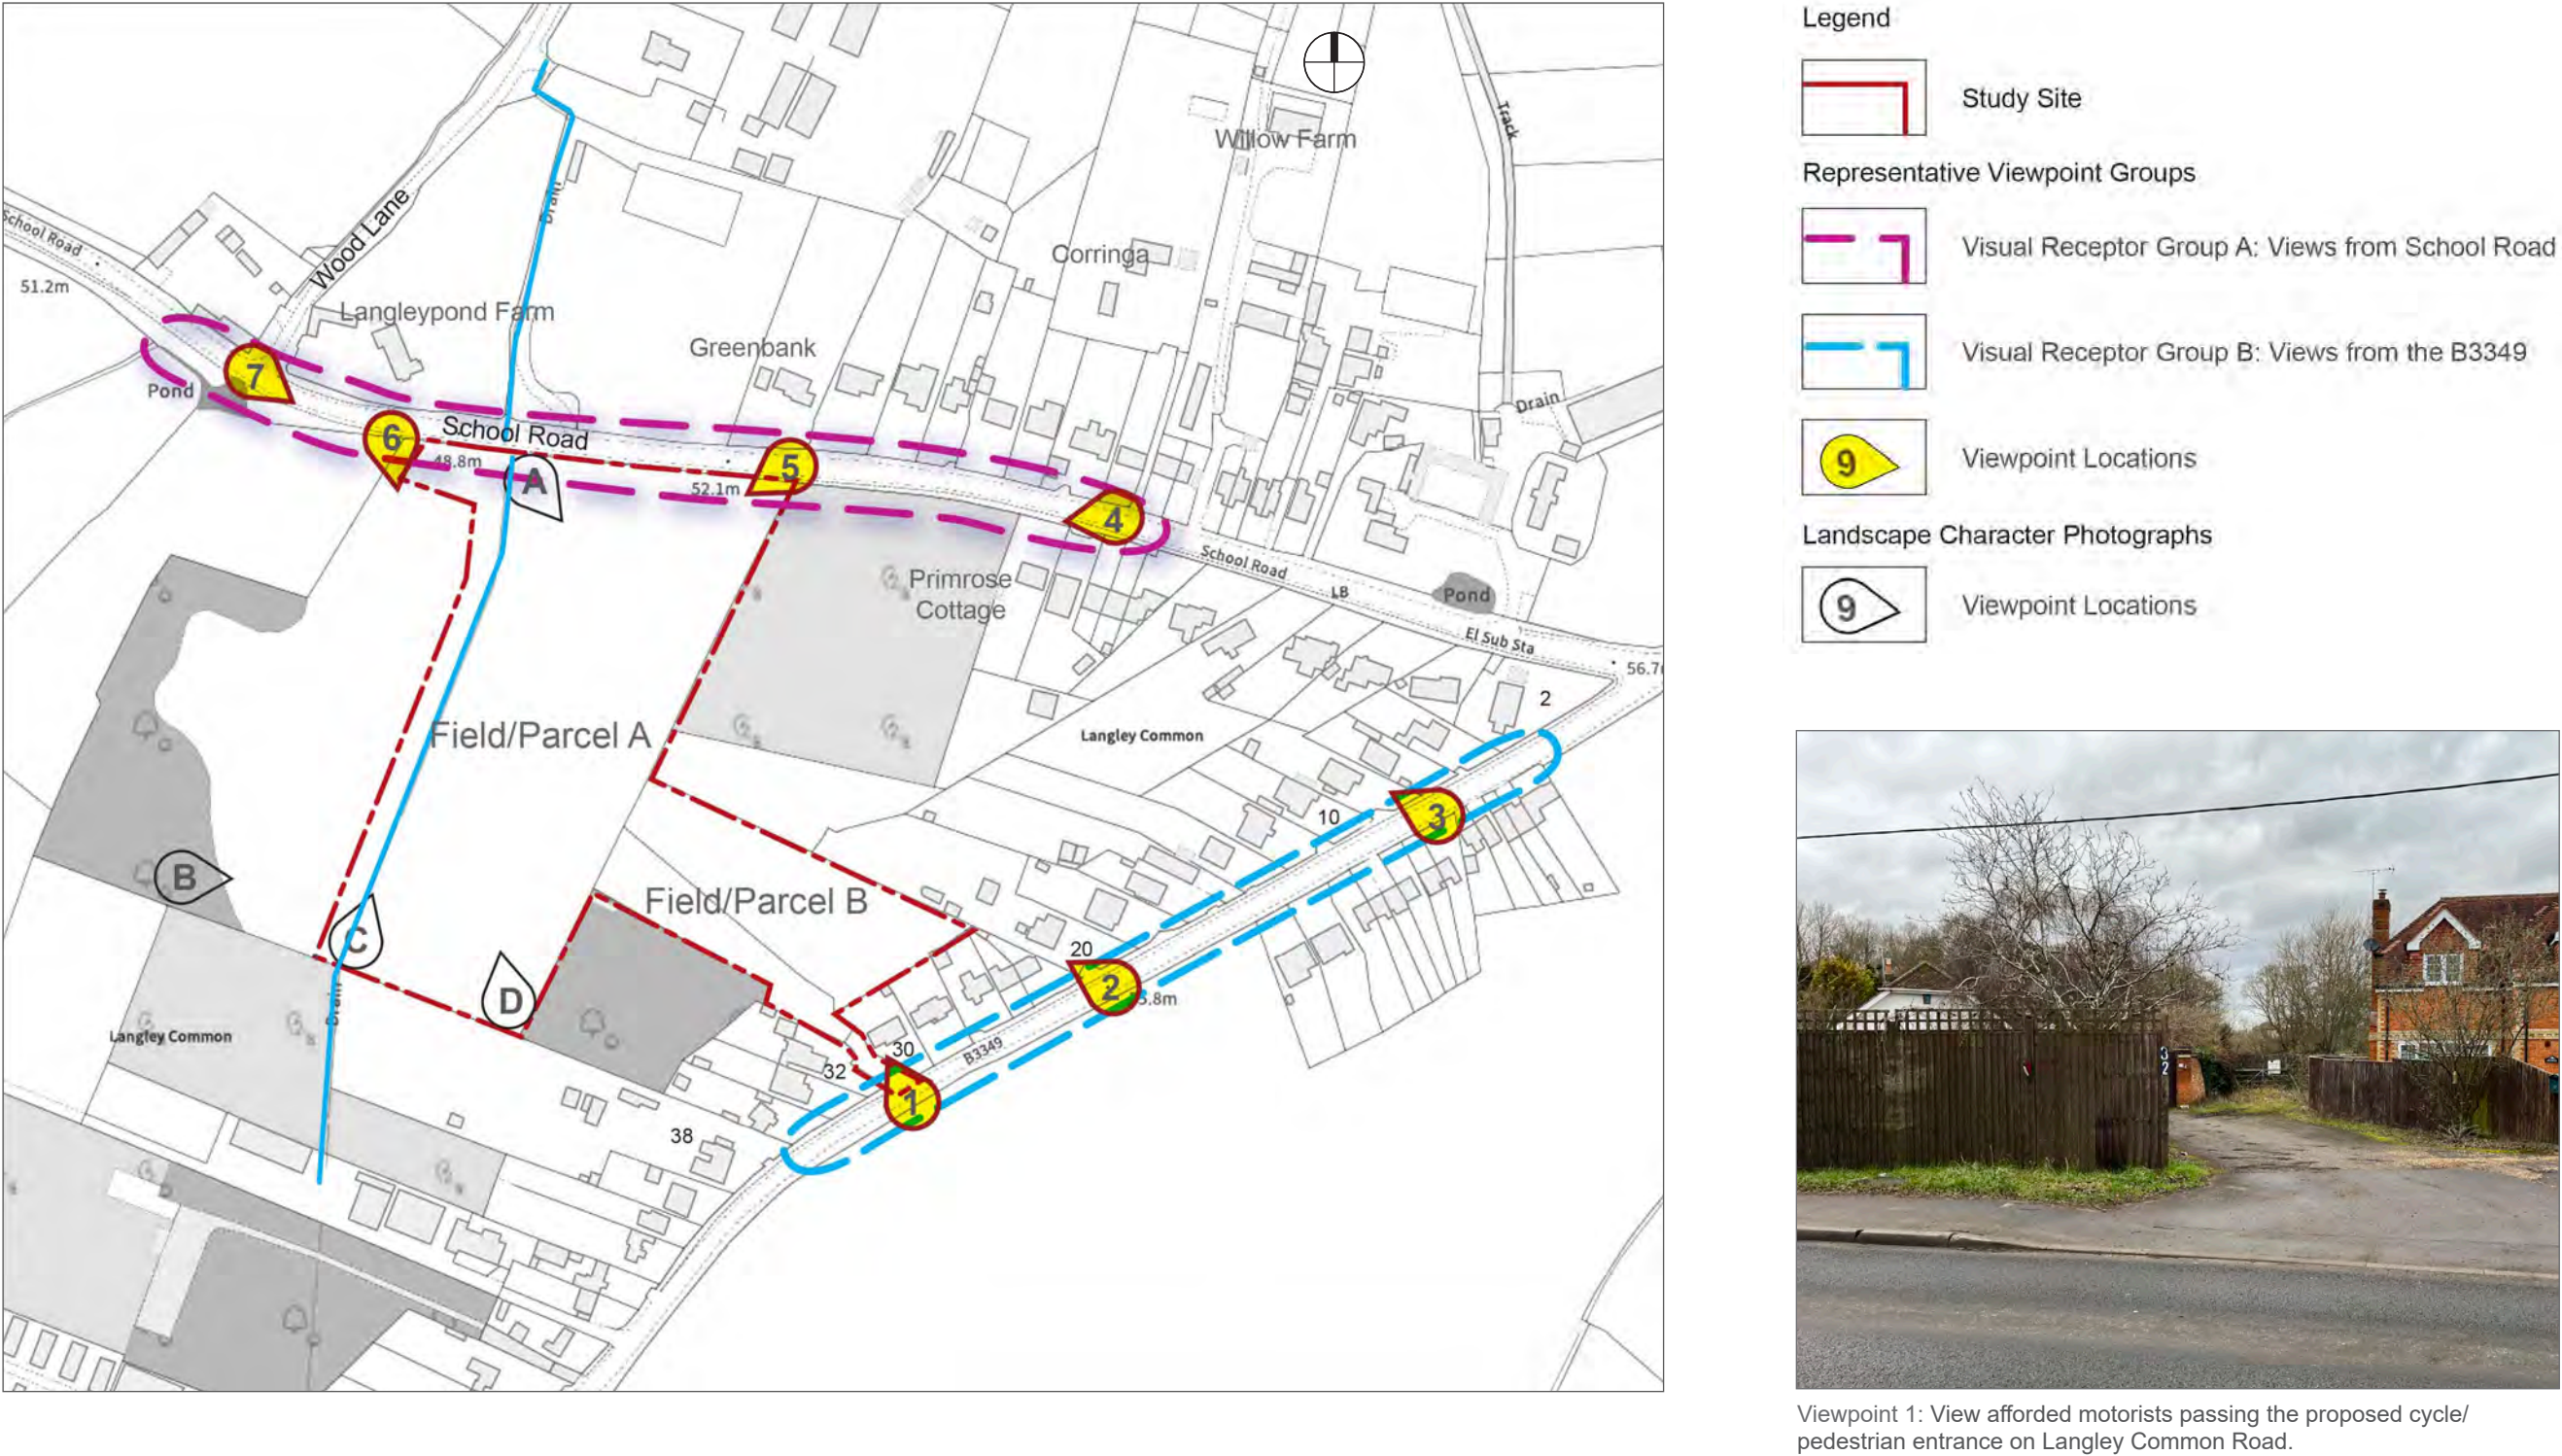 School Road
51.2m
Wood Lane
Drain
Langleypond Farm
Greenbank
Corringa
Willow Farm
Track
Drain
Pond
7
6
School Road
48.8m
A
5
52.1m
4
School Road
LB
Pond
El Sub Sta
Primrose
Cottage
Langley Common
2
Field/Parcel A
Field/Parcel B
10
3
B
C
D
20
2
B3349
Drain
Langley Common
30
32
1
38
Legend
Study Site
Representative Viewpoint Groups
Visual Receptor Group A: Views from School Road
Visual Receptor Group B: Views from the B3349
9
Viewpoint Locations
Landscape Character Photographs
9
Viewpoint Locations
3
2
Viewpoint 1: View afforded motorists passing the proposed cycle/
pedestrian entrance on Langley Common Road.